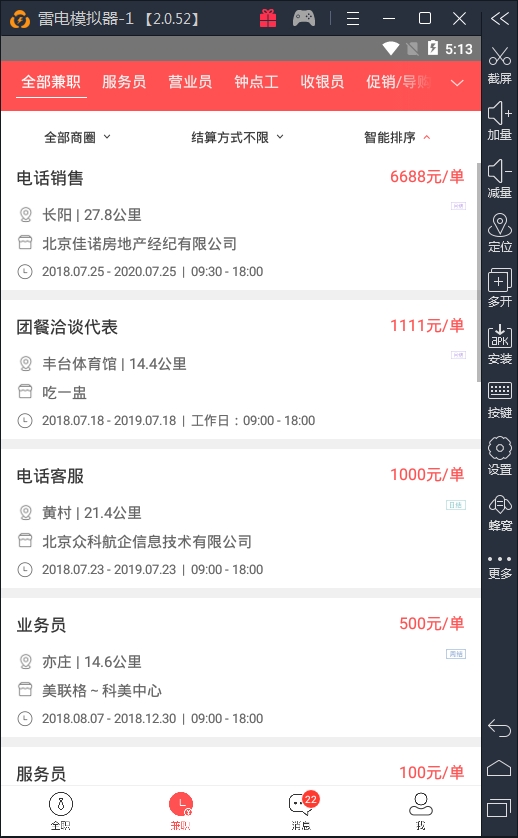 雷电模拟器-1 【2.0.52】
5:13
全部兼职 服务员 营业员 钟点工 收银员 促销/导购
全部商圈 结算方式不限 智能排序
电话销售 6688元/单
长阳 | 27.8公里
北京佳诺房地产经纪有限公司
2018.07.25 - 2020.07.25 | 09:30 - 18:00
团餐洽谈代表 1111元/单
丰台体育馆 | 14.4公里
吃一盅
2018.07.18 - 2019.07.18 | 工作日：09:00 - 18:00
电话客服 1000元/单
黄村 | 21.4公里
日结
北京众科航企信息技术有限公司
2018.07.23 - 2019.07.23 | 09:00 - 18:00
业务员 500元/单
亦庄 | 14.6公里
美联格 ~ 科美中心
2018.08.07 - 2018.12.30 | 09:00 - 18:00
服务员 100元/单
全职 兼职 消息 22 我
截屏
加量
减量
定位
多开
APK
安装
按键
设置
蜂窝
更多